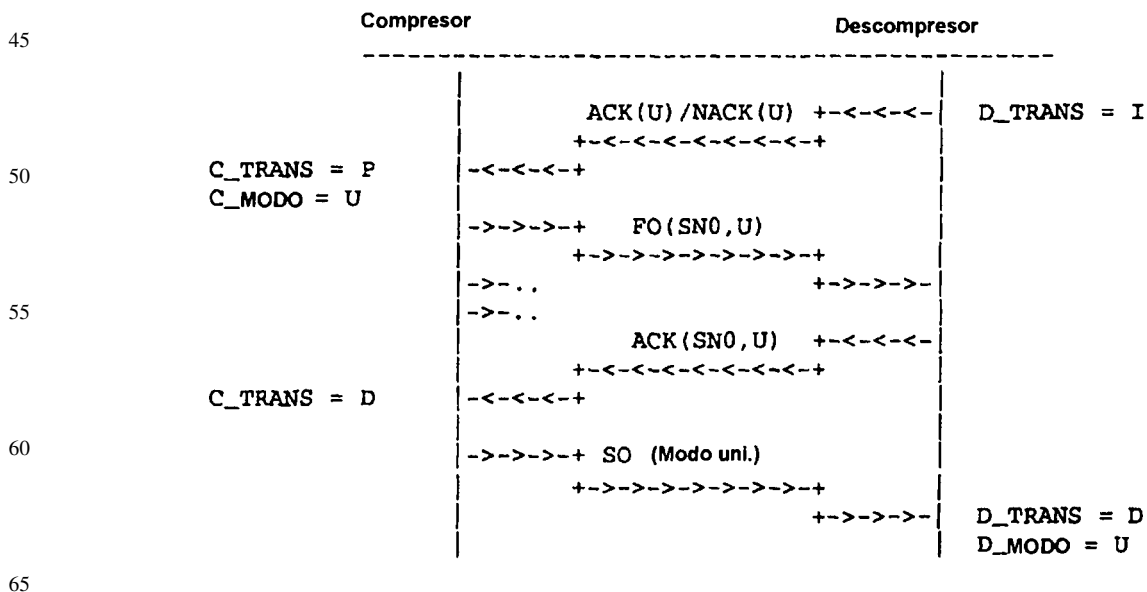 Compresor Descompresor
45
---------------------------------------------------
ACK(U)/NACK(U) +-<-<-<-| D_TRANS = I
+-<-<-<-<-<-<-<-+
C_TRANS = P |-<-<-<-+
50
C_MODO = U
|->->->-+ FO(SN0,U)
+->->->->->->->-+
|->-.. +->->->-|
55
|->-..
ACK(SN0,U) +-<-<-<-|
+-<-<-<-<-<-<-<-+
C_TRANS = D |-<-<-<-+
60
|->->->-+ SO (Modo uni.)
+->->->->->->->-+
+->->->-| D_TRANS = D
D_MODO = U
65